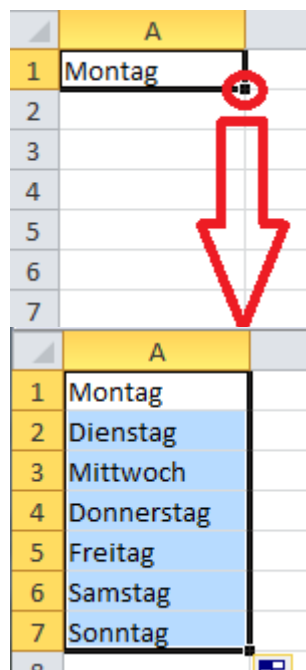 A
1 Montag
2
3
4
5
6
7
A
1 Montag
2 Dienstag
3 Mittwoch
4 Donnerstag
5 Freitag
6 Samstag
7 Sonntag